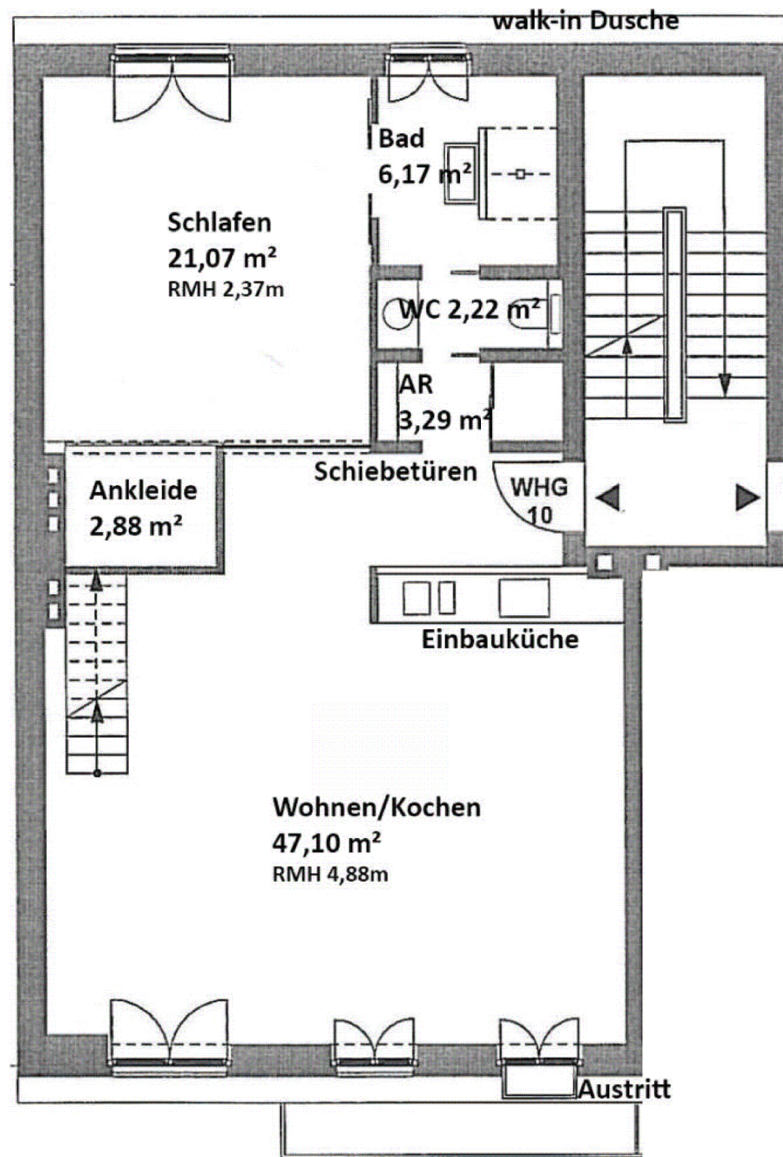 walk-in Dusche
Bad
6,17 m²
Schlafen
21,07 m²
RMH 2,37m
WC 2,22 m²
AR
3,29 m²
Schiebetüren
Ankleide
2,88 m²
WHG
10
Einbauküche
Wohnen/Kochen
47,10 m²
RMH 4,88m
Austritt